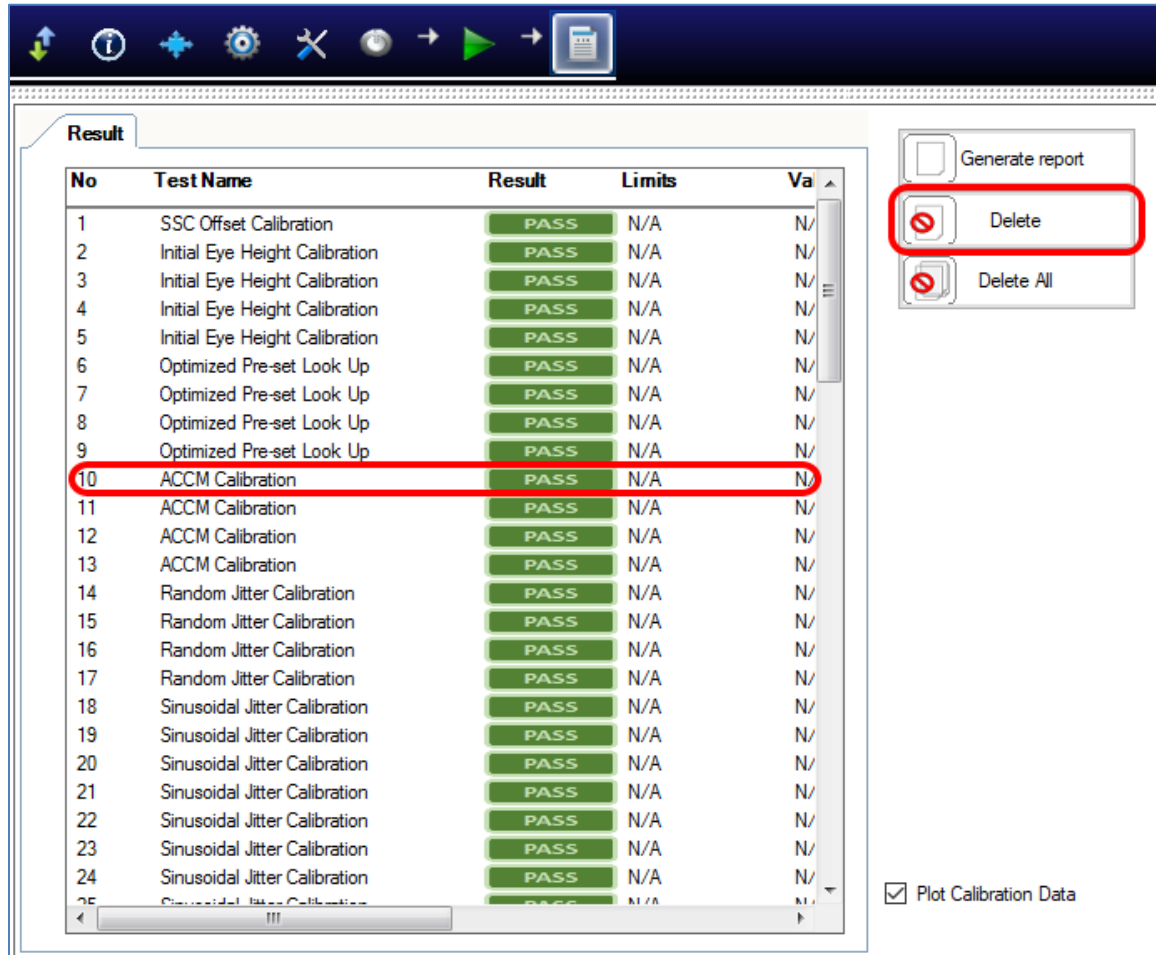 Result
Generate report
No Test Name Result Limits Va
1 SSC Offset Calibration PASS N/A N/
Delete
2 Initial Eye Height Calibration PASS N/A N/
3 Initial Eye Height Calibration PASS N/A N/
Delete All
4 Initial Eye Height Calibration PASS N/A N/
5 Initial Eye Height Calibration PASS N/A N/
6 Optimized Pre-set Look Up PASS N/A N/
7 Optimized Pre-set Look Up PASS N/A N/
8 Optimized Pre-set Look Up PASS N/A N/
9 Optimized Pre-set Look Up PASS N/A N/
10 ACCM Calibration PASS N/A N/
11 ACCM Calibration PASS N/A N/
12 ACCM Calibration PASS N/A N/
13 ACCM Calibration PASS N/A N/
14 Random Jitter Calibration PASS N/A N/
15 Random Jitter Calibration PASS N/A N/
16 Random Jitter Calibration PASS N/A N/
17 Random Jitter Calibration PASS N/A N/
18 Sinusoidal Jitter Calibration PASS N/A N/
19 Sinusoidal Jitter Calibration PASS N/A N/
20 Sinusoidal Jitter Calibration PASS N/A N/
21 Sinusoidal Jitter Calibration PASS N/A N/
22 Sinusoidal Jitter Calibration PASS N/A N/
23 Sinusoidal Jitter Calibration PASS N/A N/
24 Sinusoidal Jitter Calibration PASS N/A N/
Plot Calibration Data
25 Sinusoidal Jitter Calibration PASS N/A N/